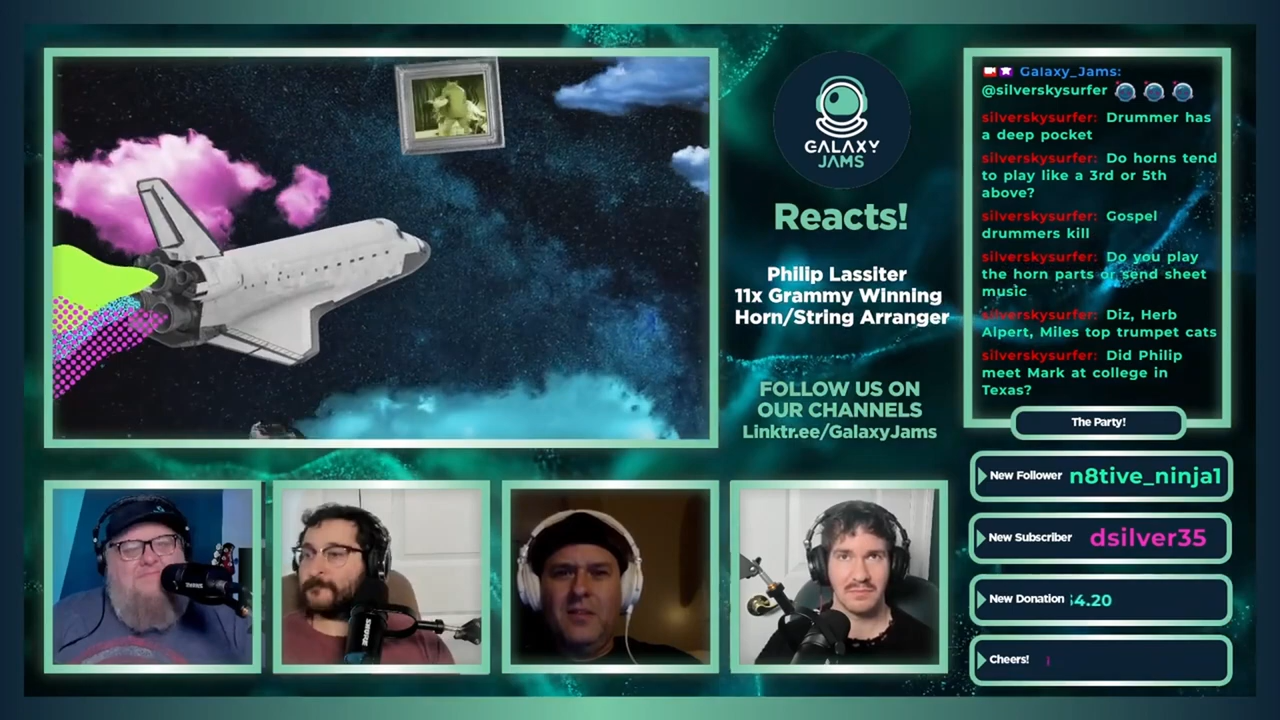 GALAXY
JAMS
Reacts!
Philip Lassiter
11x Grammy Winning
Horn/String Arranger
FOLLOW US ON
OUR CHANNELS
Linktr.ee/GalaxyJams
Galaxy_Jams:
@silverskysurfer
silverskysurfer: Drummer has
a deep pocket
silverskysurfer: Do horns tend
to play like a 3rd or 5th
above?
silverskysurfer: Gospel
drummers kill
silverskysurfer: Do you play
the horn parts or send sheet
music
silverskysurfer: Diz, Herb
Alpert, Miles top trumpet cats
silverskysurfer: Did Philip
meet Mark at college in
Texas?
The Party!
New Follower n8tive_ninja1
New Subscriber dsilver35
New Donation 4.20
Cheers!
SHURE